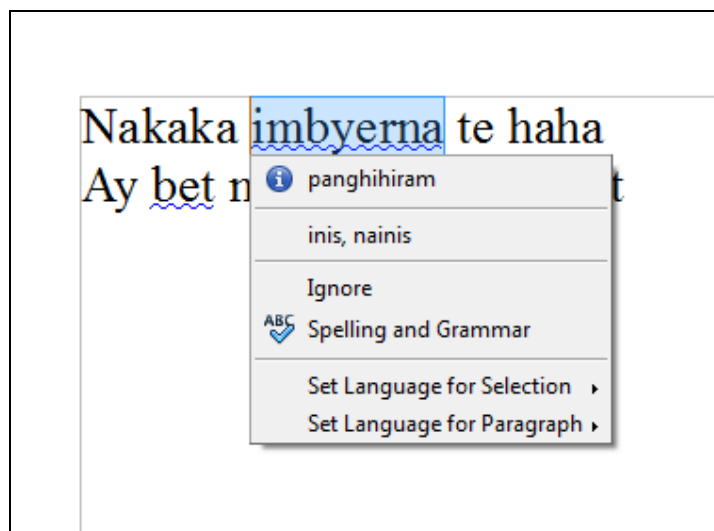 Nakaka imbyerna te haha
Ay bet n t
panghihiram
inis, nainis
Ignore
ABC Spelling and Grammar
Set Language for Selection
Set Language for Paragraph